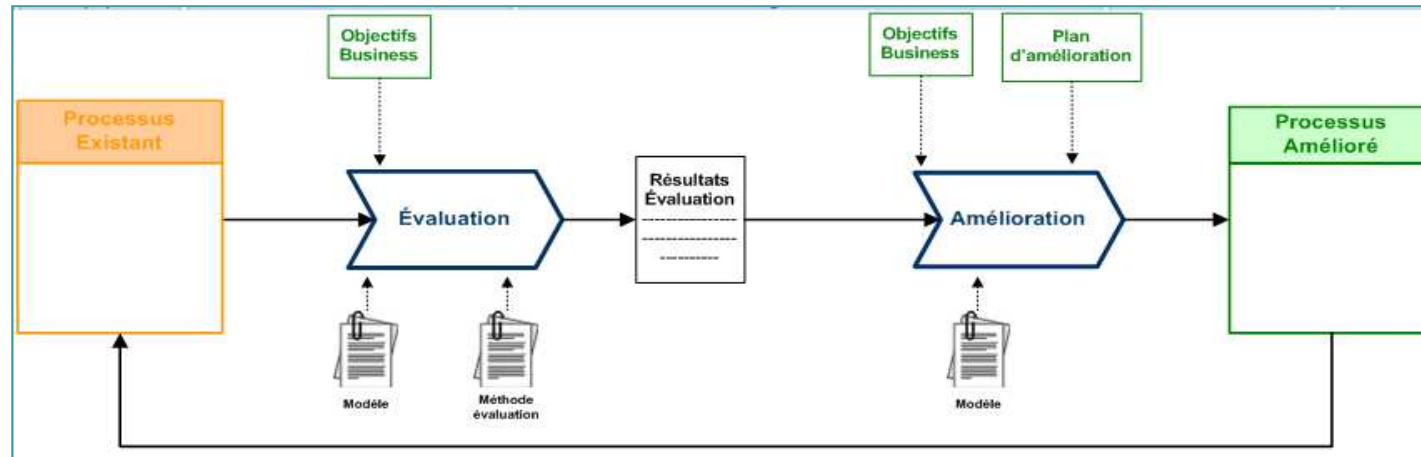 Objectifs
Business
Objectifs
Business
Plan
d'amélioration
Processus
Existant
Processus
Amélioré
Évaluation
Résultats
Évaluation
Amélioration
Modèle
Méthode
évaluation
Modèle